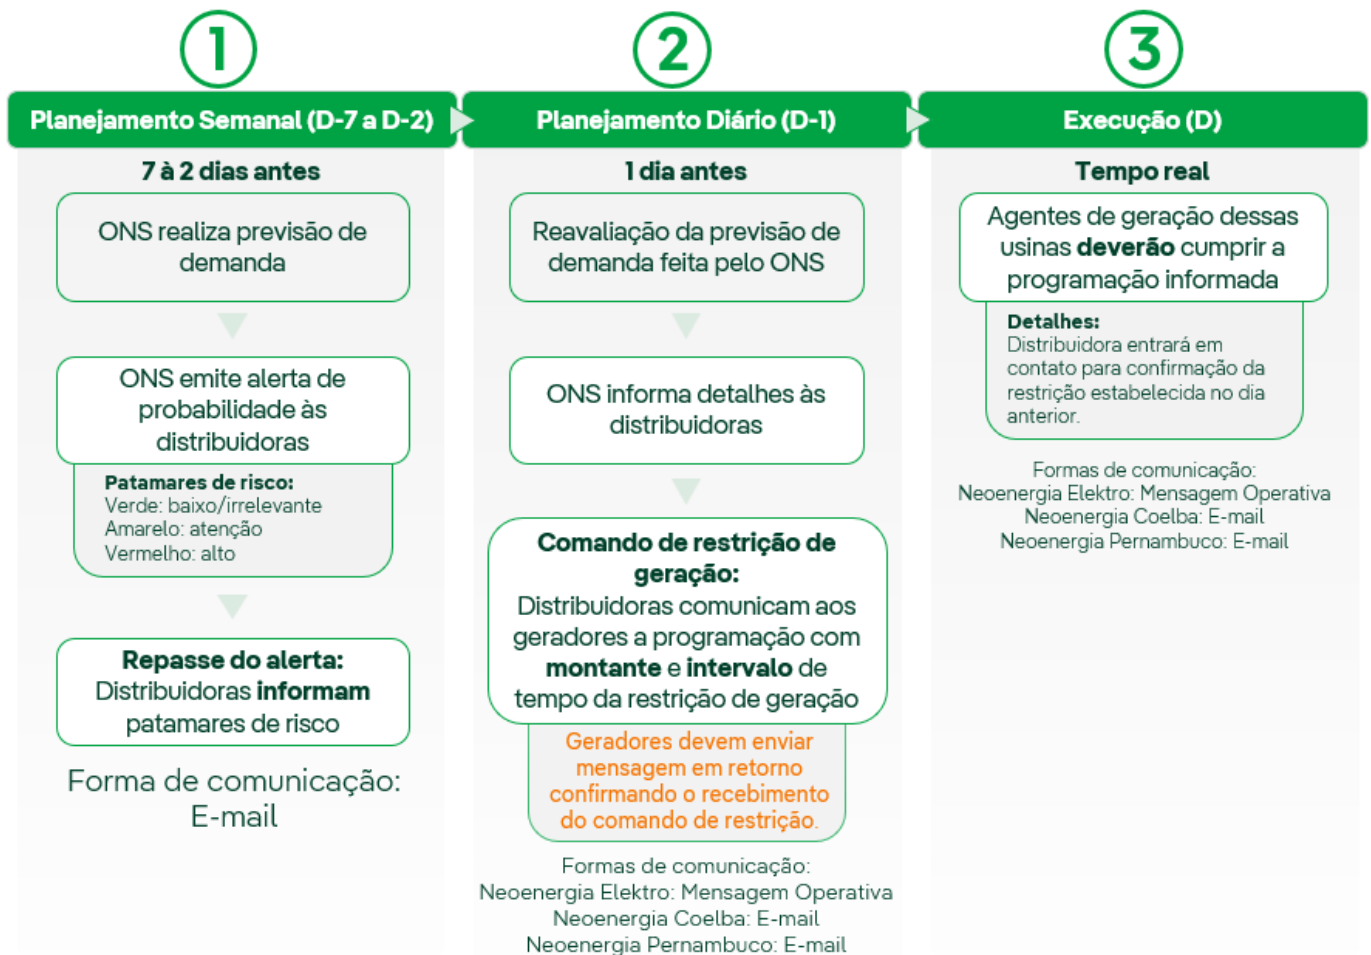 1
Planejamento Semanal (D-7 a D-2)
7 à 2 dias antes
ONS realiza previsão de
demanda
ONS emite alerta de
probabilidade às
distribuidoras
Patamares de risco:
Verde: baixo/irrelevante
Amarelo: atenção
Vermelho: alto
Repasse do alerta:
Distribuidoras informam
patamares de risco
Forma de comunicação:
E-mail
2
Planejamento Diário (D-1)
1 dia antes
Reavaliação da previsão de
demanda feita pelo ONS
ONS informa detalhes às
distribuidoras
Comando de restrição de
geração:
Distribuidoras comunicam aos
geradores a programação com
montante e intervalo de
tempo da restrição de geração
Geradores devem enviar
mensagem em retorno
confirmando o recebimento
do comando de restrição.
Formas de comunicação:
Neoenergia Elektro: Mensagem Operativa
Neoenergia Coelba: E-mail
Neoenergia Pernambuco: E-mail
3
Execução (D)
Tempo real
Agentes de geração dessas
usinas deverão cumprir a
programação informada
Detalhes:
Distribuidora entrará em
contato para confirmação da
restrição estabelecida no dia
anterior.
Formas de comunicação:
Neoenergia Elektro: Mensagem Operativa
Neoenergia Coelba: E-mail
Neoenergia Pernambuco: E-mail